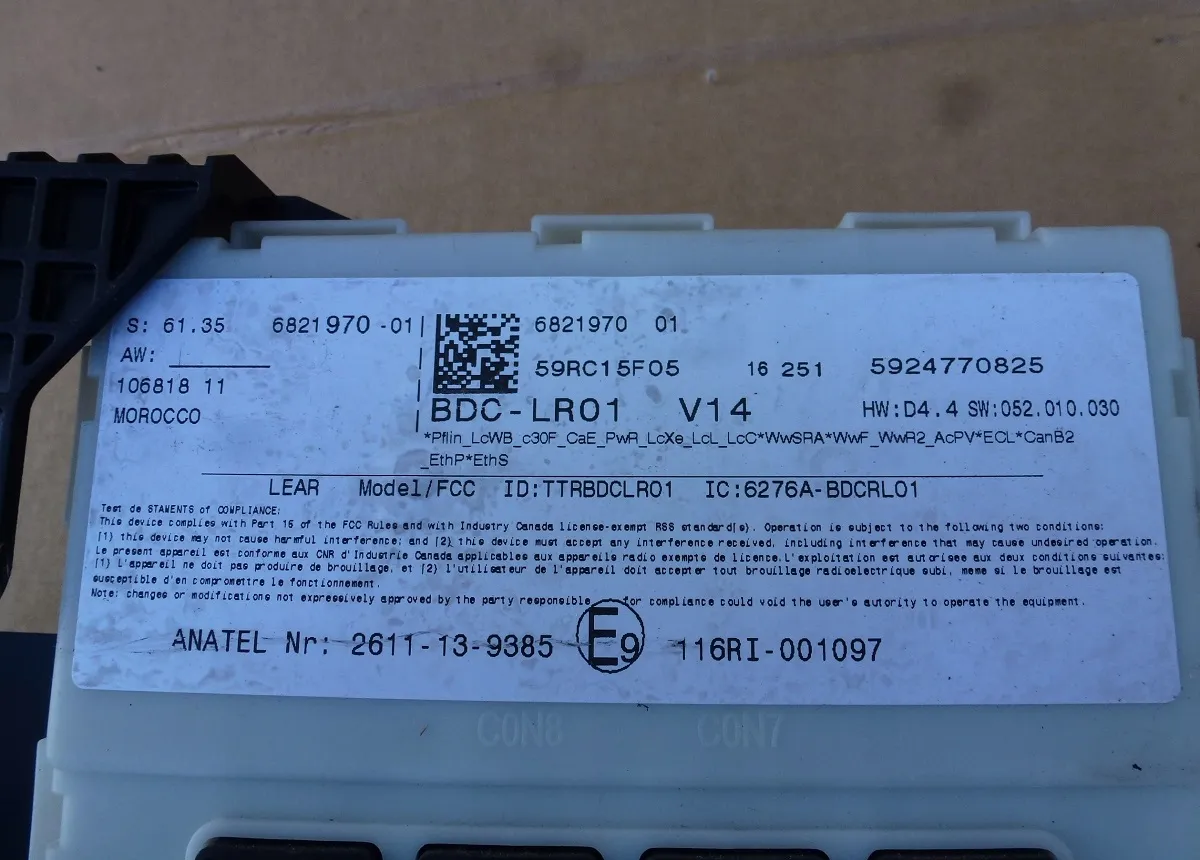 S: 61.35 6821970 -01|
6821970 01
AW: ______
59RC15F05 16 251 5924770825
106818 11
MOROCCO
BDC-LR01 V14 HW:D4.4 SW:052.010.030
*Pflin_LcWB_c30F_CaE_PwR_LcXe_LcL_LcC*WwSRA*WwF_WwR2_AcPV*ECL*CanB2
_EthP*EthS
LEAR Model/FCC ID:TTRBDCLR01 IC:6276A-BDCRL01
Test de STAMENTS of COMPLIANCE:
This device complies with Part 15 of the FCC Rules and with Industry Canada license-exempt RSS standard(s). Operation is subject to the following two conditions:
(1) this device may not cause harmful interference; and (2) this device must accept any interference received, including interference that may cause undesired operation.
Le present appareil est conforme aux CNR d'Industrie Canada applicables aux appareils radio exempts de licence.L'exploitation est autorisee aux deux conditions suivantes:
(1) L'appareil ne doit pas produire de brouillage, et (2) l'utilisateur de l'appareil doit accepter tout brouillage radioelectrique subi, meme si le brouillage est
susceptible d'en compromettre le fonctionnement.
Note: changes or modifications not expressively approved by the party responsible for compliance could void the user's autority to operate the equipment.
ANATEL Nr: 2611-13-9385 E9 116RI-001097
CON8 CON7